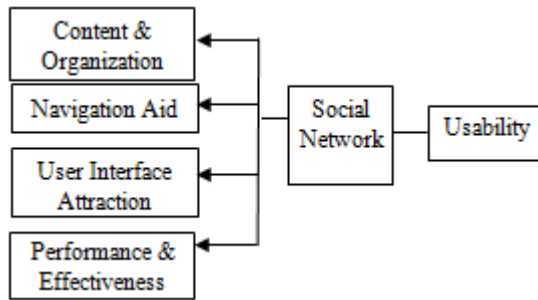 Content &
Organization
Navigation Aid
User Interface
Attraction
Performance &
Effectiveness
Social
Network
Usability